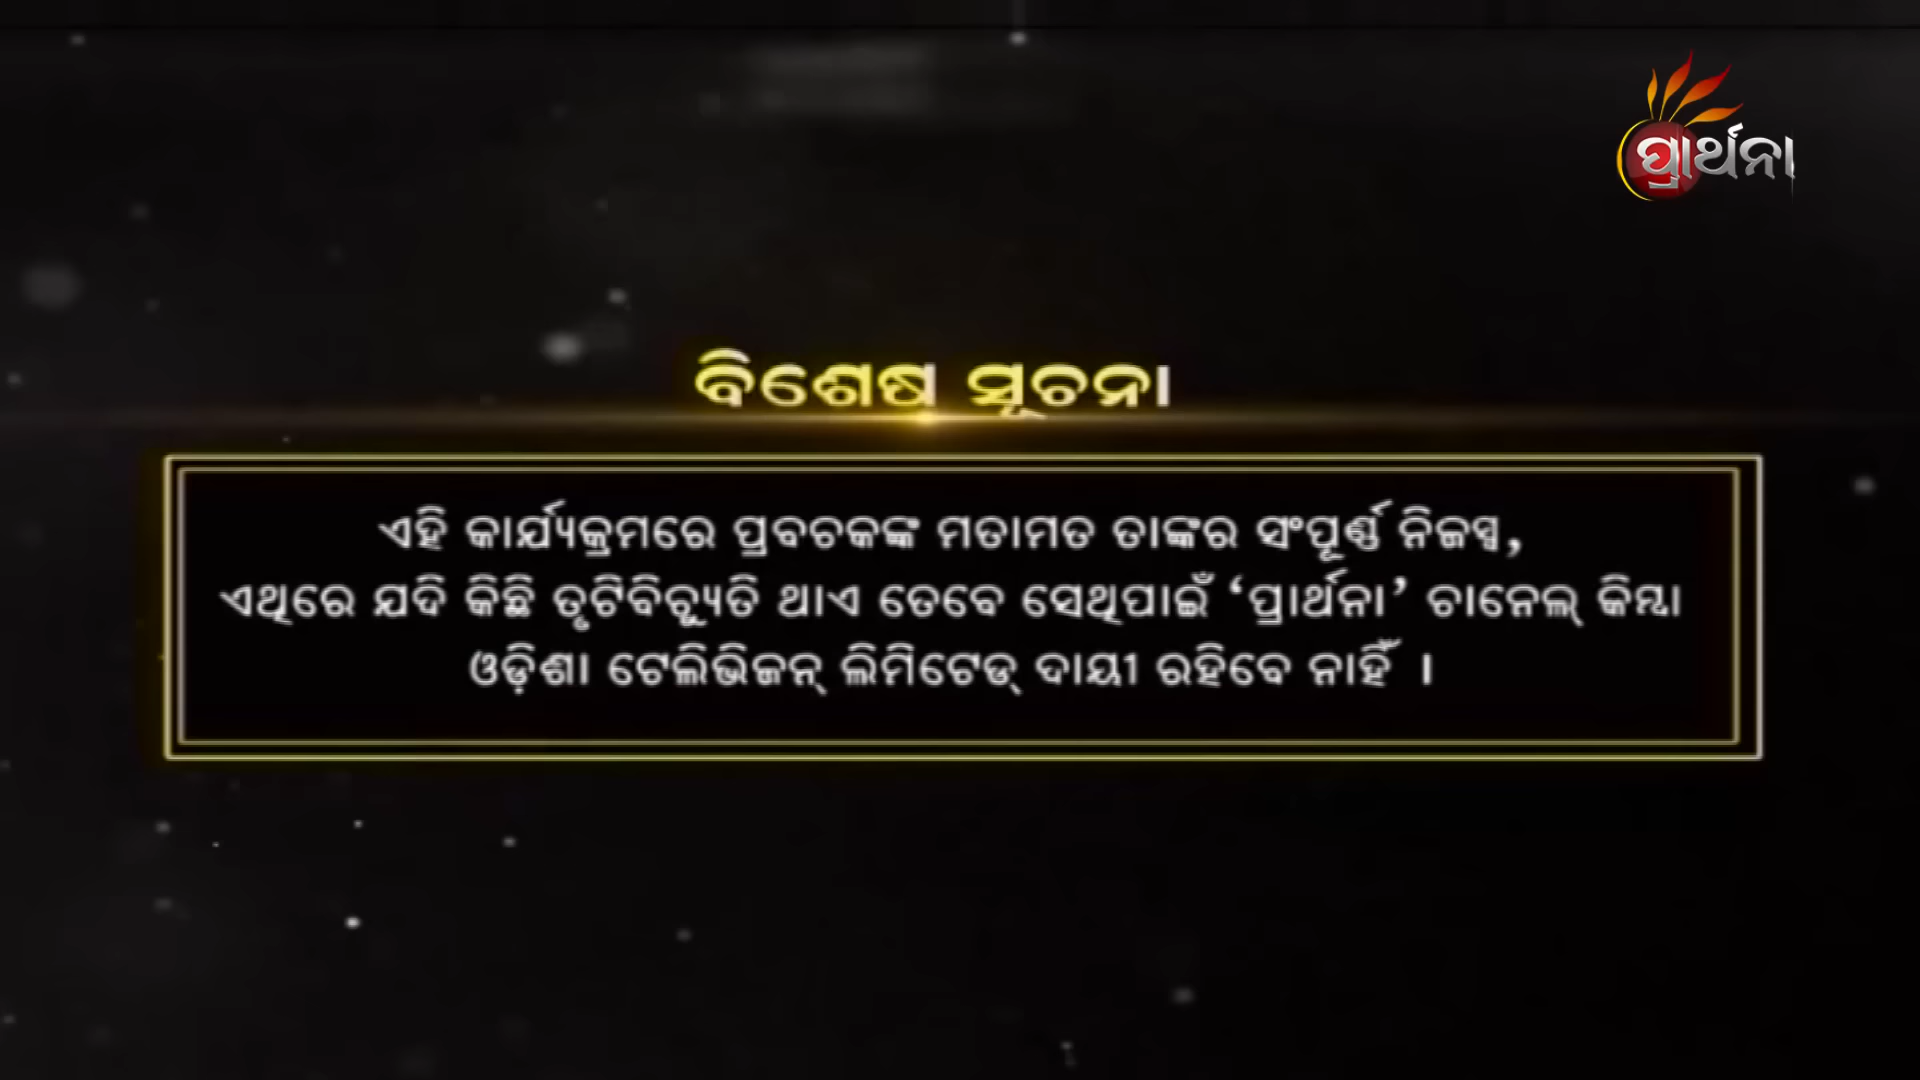 ପ୍ରାର୍ଥନା
ବିଶେଷ ସୂଚନା
ଏହି କାର୍ଯ୍ୟକ୍ରମରେ ପ୍ରବଚକଙ୍କ ମତାମତ ତାଙ୍କର ସଂପୂର୍ଣ୍ଣ ନିଜସ୍ୱ,
ଏଥିରେ ଯଦି କିଛି ତୃଟିବିଚ୍ୟୁତି ଥାଏ ତେବେ ସେଥିପାଇଁ ‘ପ୍ରାର୍ଥନା’ ଚାନେଲ୍ କିମ୍ବା
ଓଡ଼ିଶା ଟେଲିଭିଜନ୍ ଲିମିଟେଡ୍ ଦାୟୀ ରହିବେ ନାହିଁ ।